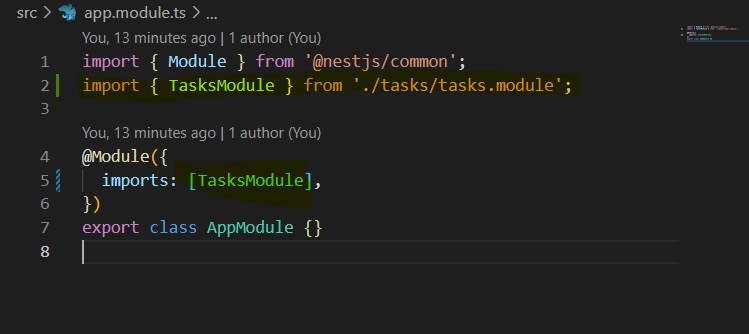 src > app.module.ts > ...
You, 13 minutes ago | 1 author (You)
1 import { Module } from '@nestjs/common';
2 import { TasksModule } from './tasks/tasks.module';
3
You, 13 minutes ago | 1 author (You)
4 @Module({
5 imports: [TasksModule],
6 })
7 export class AppModule {}
8